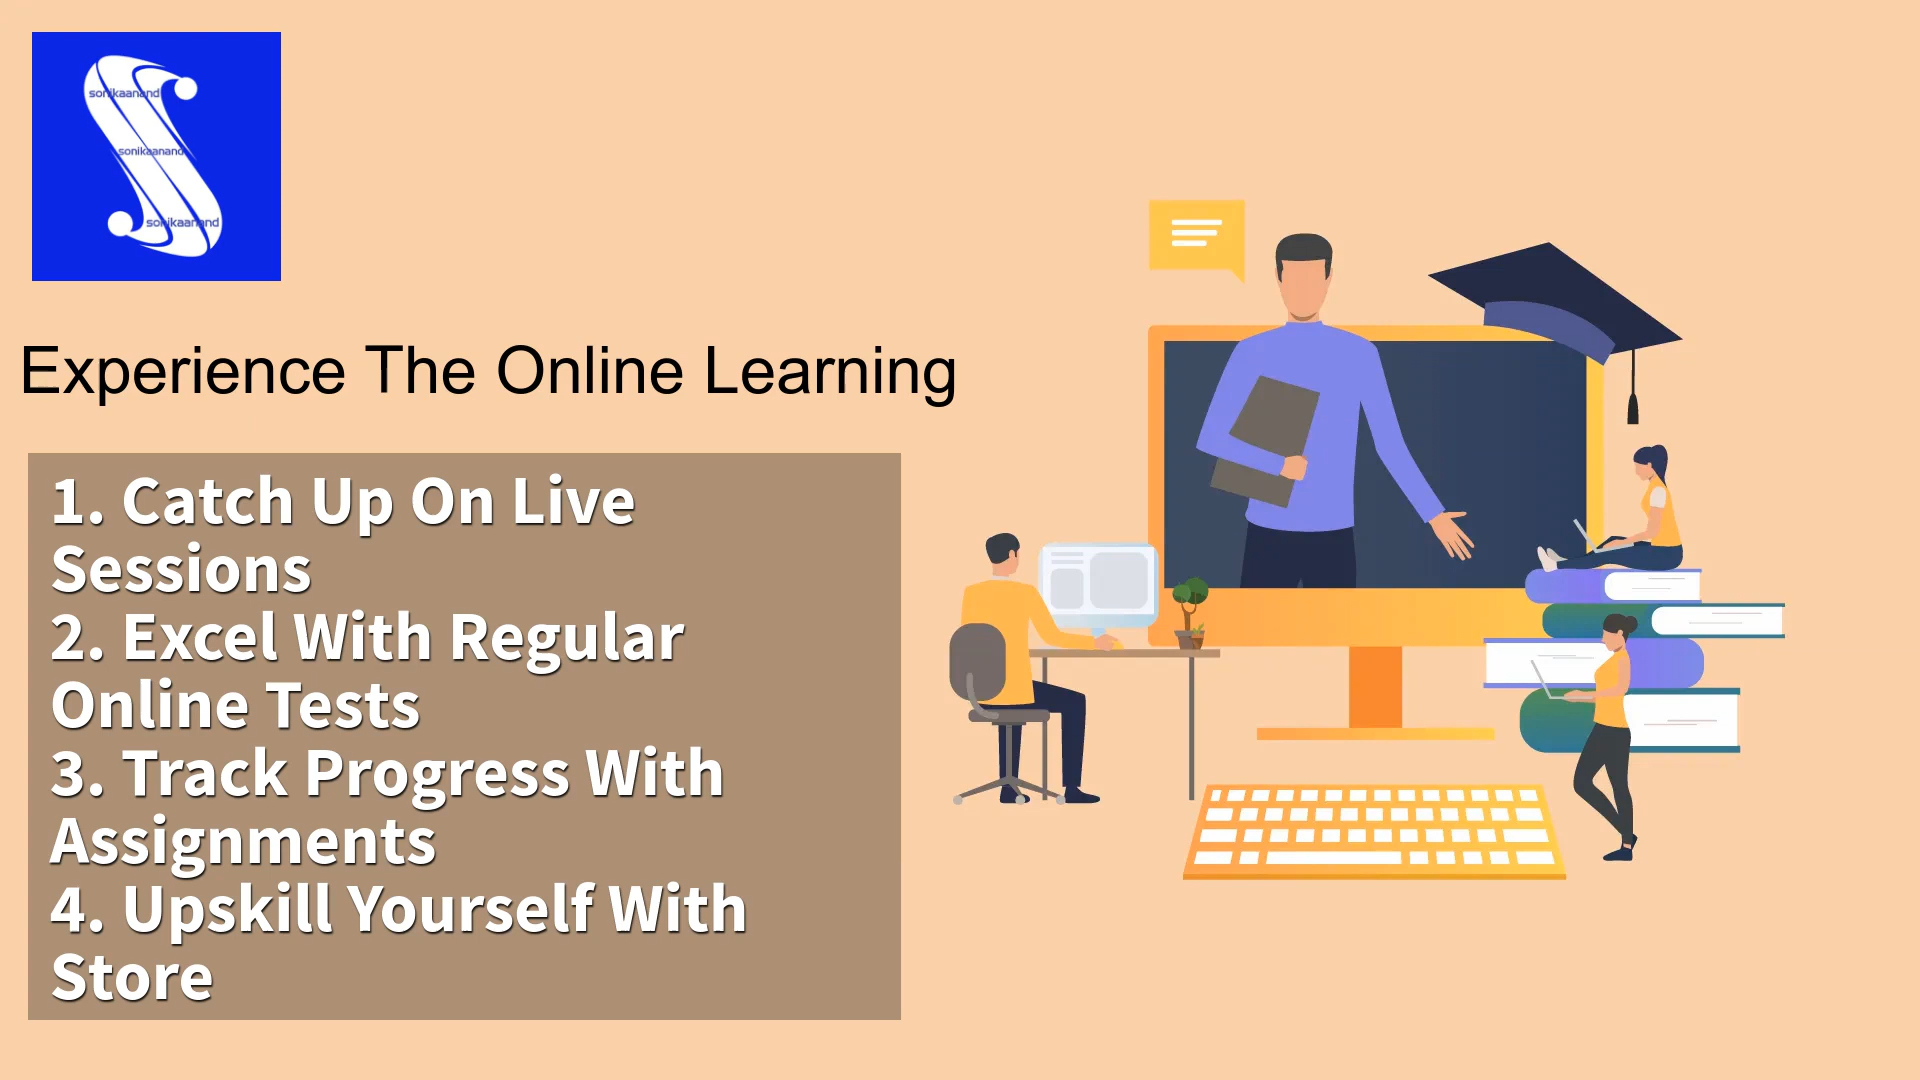 sonikaanand
sonikaanand
sonikaanand
Experience The Online Learning
1. Catch Up On Live
Sessions
2. Excel With Regular
Online Tests
3. Track Progress With
Assignments
4. Upskill Yourself With
Store